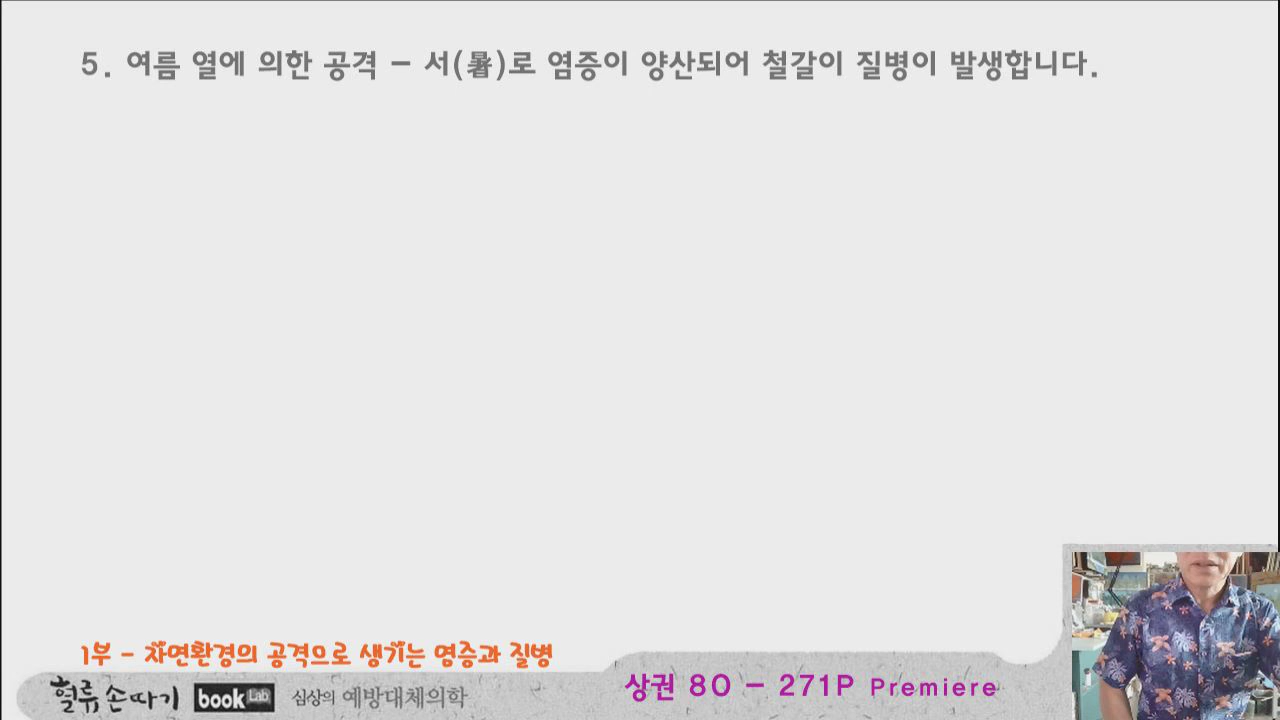 5. 여름 열에 의한 공격 - 서(暑)로 염증이 양산되어 철갈이 질병이 발생합니다.
1부 - 자연환경의 공격으로 생기는 염증과 질병
혈류 손따기 book Lab 심상의 예방대체의학
상권 80 - 271P Premiere